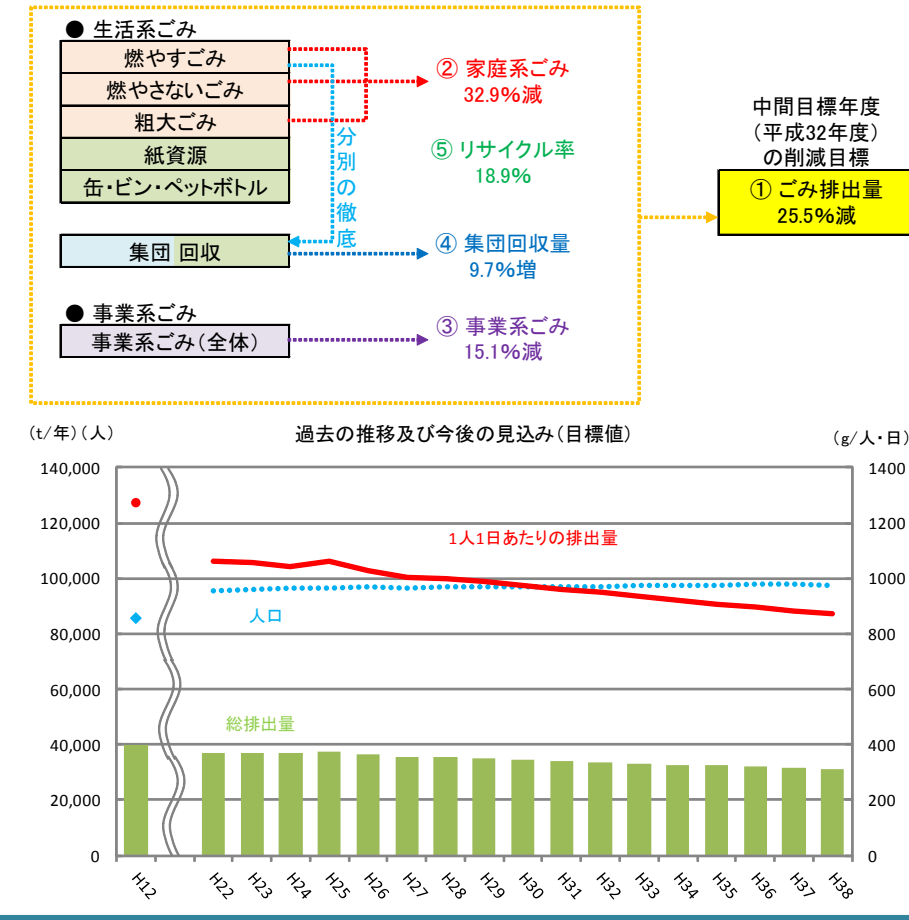 ● 生活系ごみ
燃やすごみ
燃やさないごみ
粗大ごみ
紙資源
缶・ビン・ペットボトル
集団 回収
分別の徹底
● 事業系ごみ
事業系ごみ（全体）
② 家庭系ごみ
32.9%減
⑤ リサイクル率
18.9%
④ 集団回収量
9.7%増
③ 事業系ごみ
15.1%減
中間目標年度
（平成32年度）
の削減目標
① ごみ排出量
25.5%減
(t/年)(人)
過去の推移及び今後の見込み（目標値）
(g/人・日)
140,000
120,000
100,000
80,000
60,000
40,000
20,000
0
1400
1200
1000
800
600
400
200
0
1人1日あたりの排出量
人口
総排出量
H12
H22
H23
H24
H25
H26
H27
H28
H29
H30
H31
H32
H33
H34
H35
H36
H37
H38